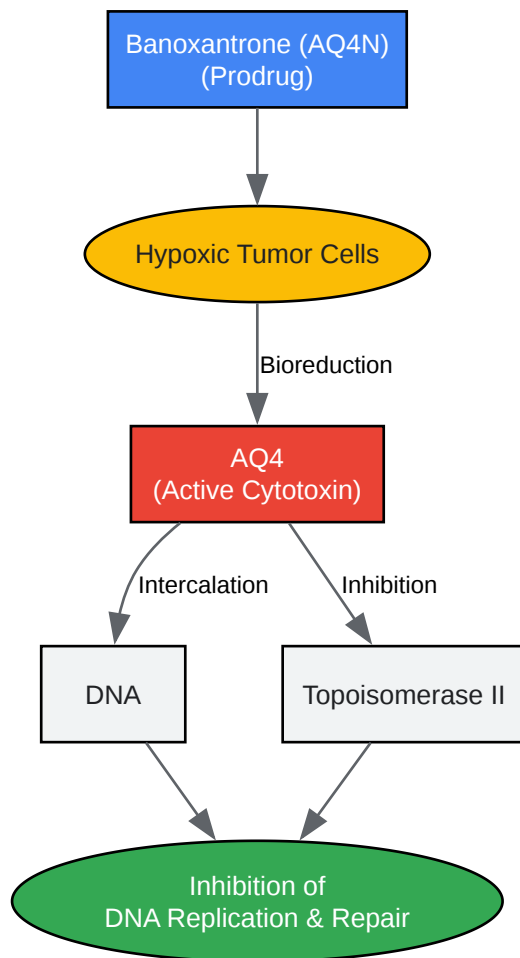 Banoxantrone (AQ4N)
(Prodrug)
Hypoxic Tumor Cells
Bioreduction
AQ4
(Active Cytotoxin)
Intercalation
Inhibition
DNA
Topoisomerase II
Inhibition of
DNA Replication & Repair